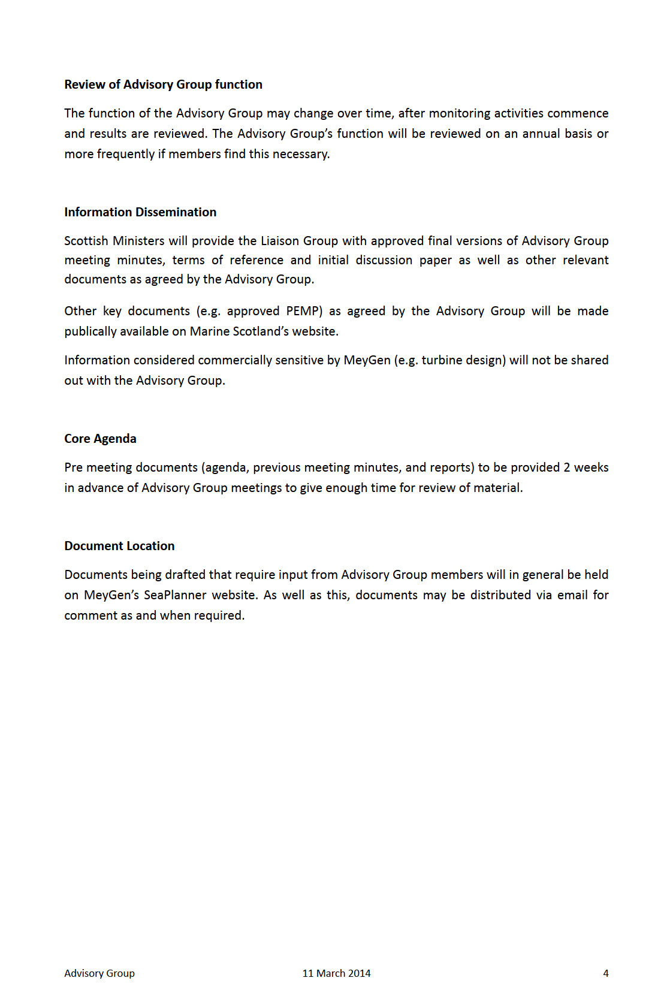 Review of Advisory Group function
The function of the Advisory Group may change over time, after monitoring activities commence
and results are reviewed. The Advisory Group’s function will be reviewed on an annual basis or
more frequently if members find this necessary.
Information Dissemination
Scottish Ministers will provide the Liaison Group with approved final versions of Advisory Group
meeting minutes, terms of reference and initial discussion paper as well as other relevant
documents as agreed by the Advisory Group.
Other key documents (e.g. approved PEMP) as agreed by the Advisory Group will be made
publically available on Marine Scotland’s website.
Information considered commercially sensitive by MeyGen (e.g. turbine design) will not be shared
out with the Advisory Group.
Core Agenda
Pre meeting documents (agenda, previous meeting minutes, and reports) to be provided 2 weeks
in advance of Advisory Group meetings to give enough time for review of material.
Document Location
Documents being drafted that require input from Advisory Group members will in general be held
on MeyGen’s SeaPlanner website. As well as this, documents may be distributed via email for
comment as and when required.
Advisory Group 11 March 2014 4